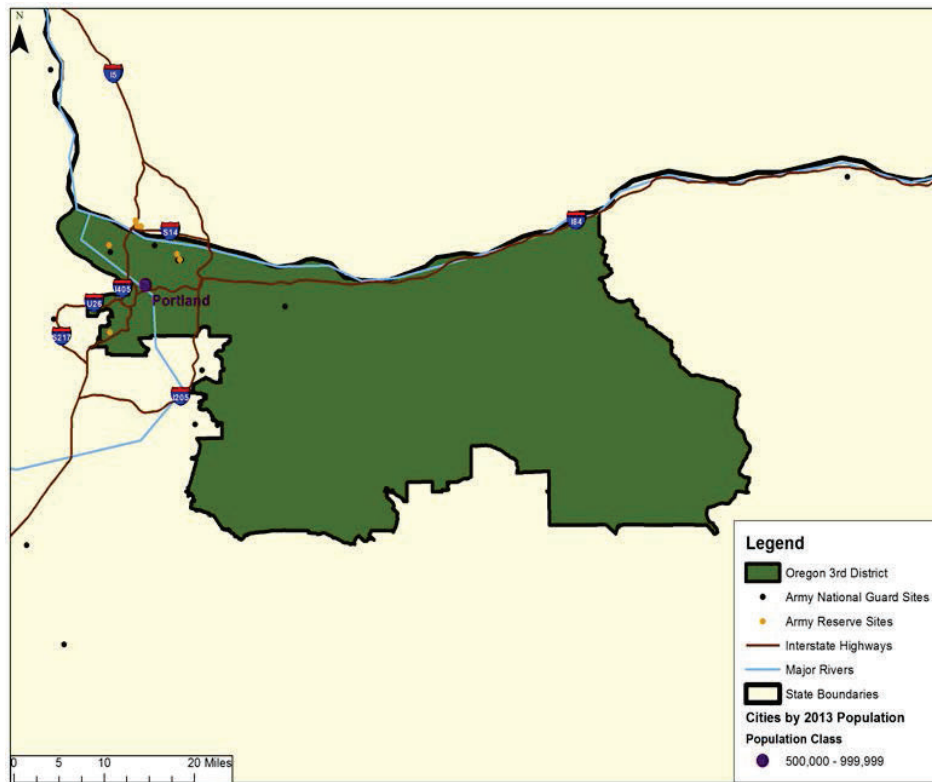 N
I5
I84
S14
I405
U26
Portland
S217
I205
Legend
Oregon 3rd District
Army National Guard Sites
Army Reserve Sites
Interstate Highways
Major Rivers
State Boundaries
Cities by 2013 Population
Population Class
500,000 - 999,999
0 5 10 20 Miles